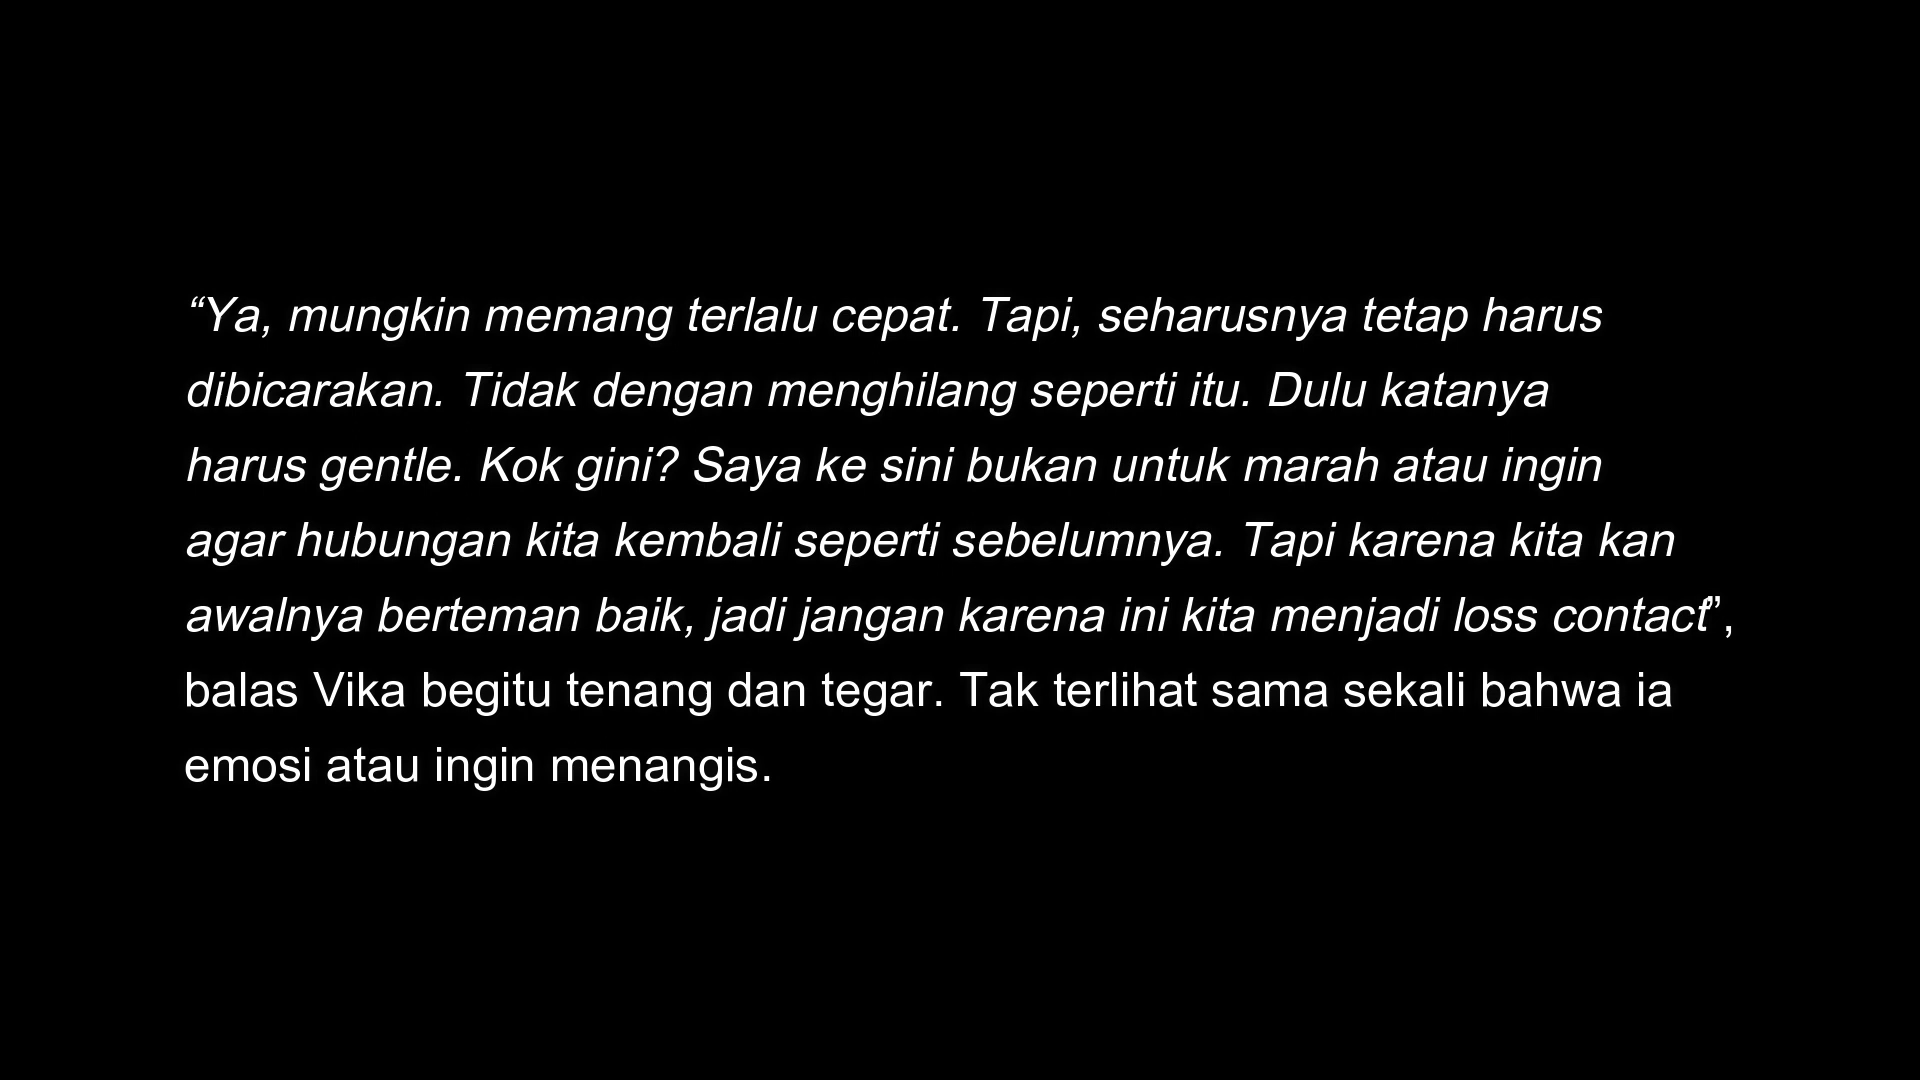 “Ya, mungkin memang terlalu cepat. Tapi, seharusnya tetap harus
dibicarakan. Tidak dengan menghilang seperti itu. Dulu katanya
harus gentle. Kok gini? Saya ke sini bukan untuk marah atau ingin
agar hubungan kita kembali seperti sebelumnya. Tapi karena kita kan
awalnya berteman baik, jadi jangan karena ini kita menjadi loss contact”,
balas Vika begitu tenang dan tegar. Tak terlihat sama sekali bahwa ia
emosi atau ingin menangis.